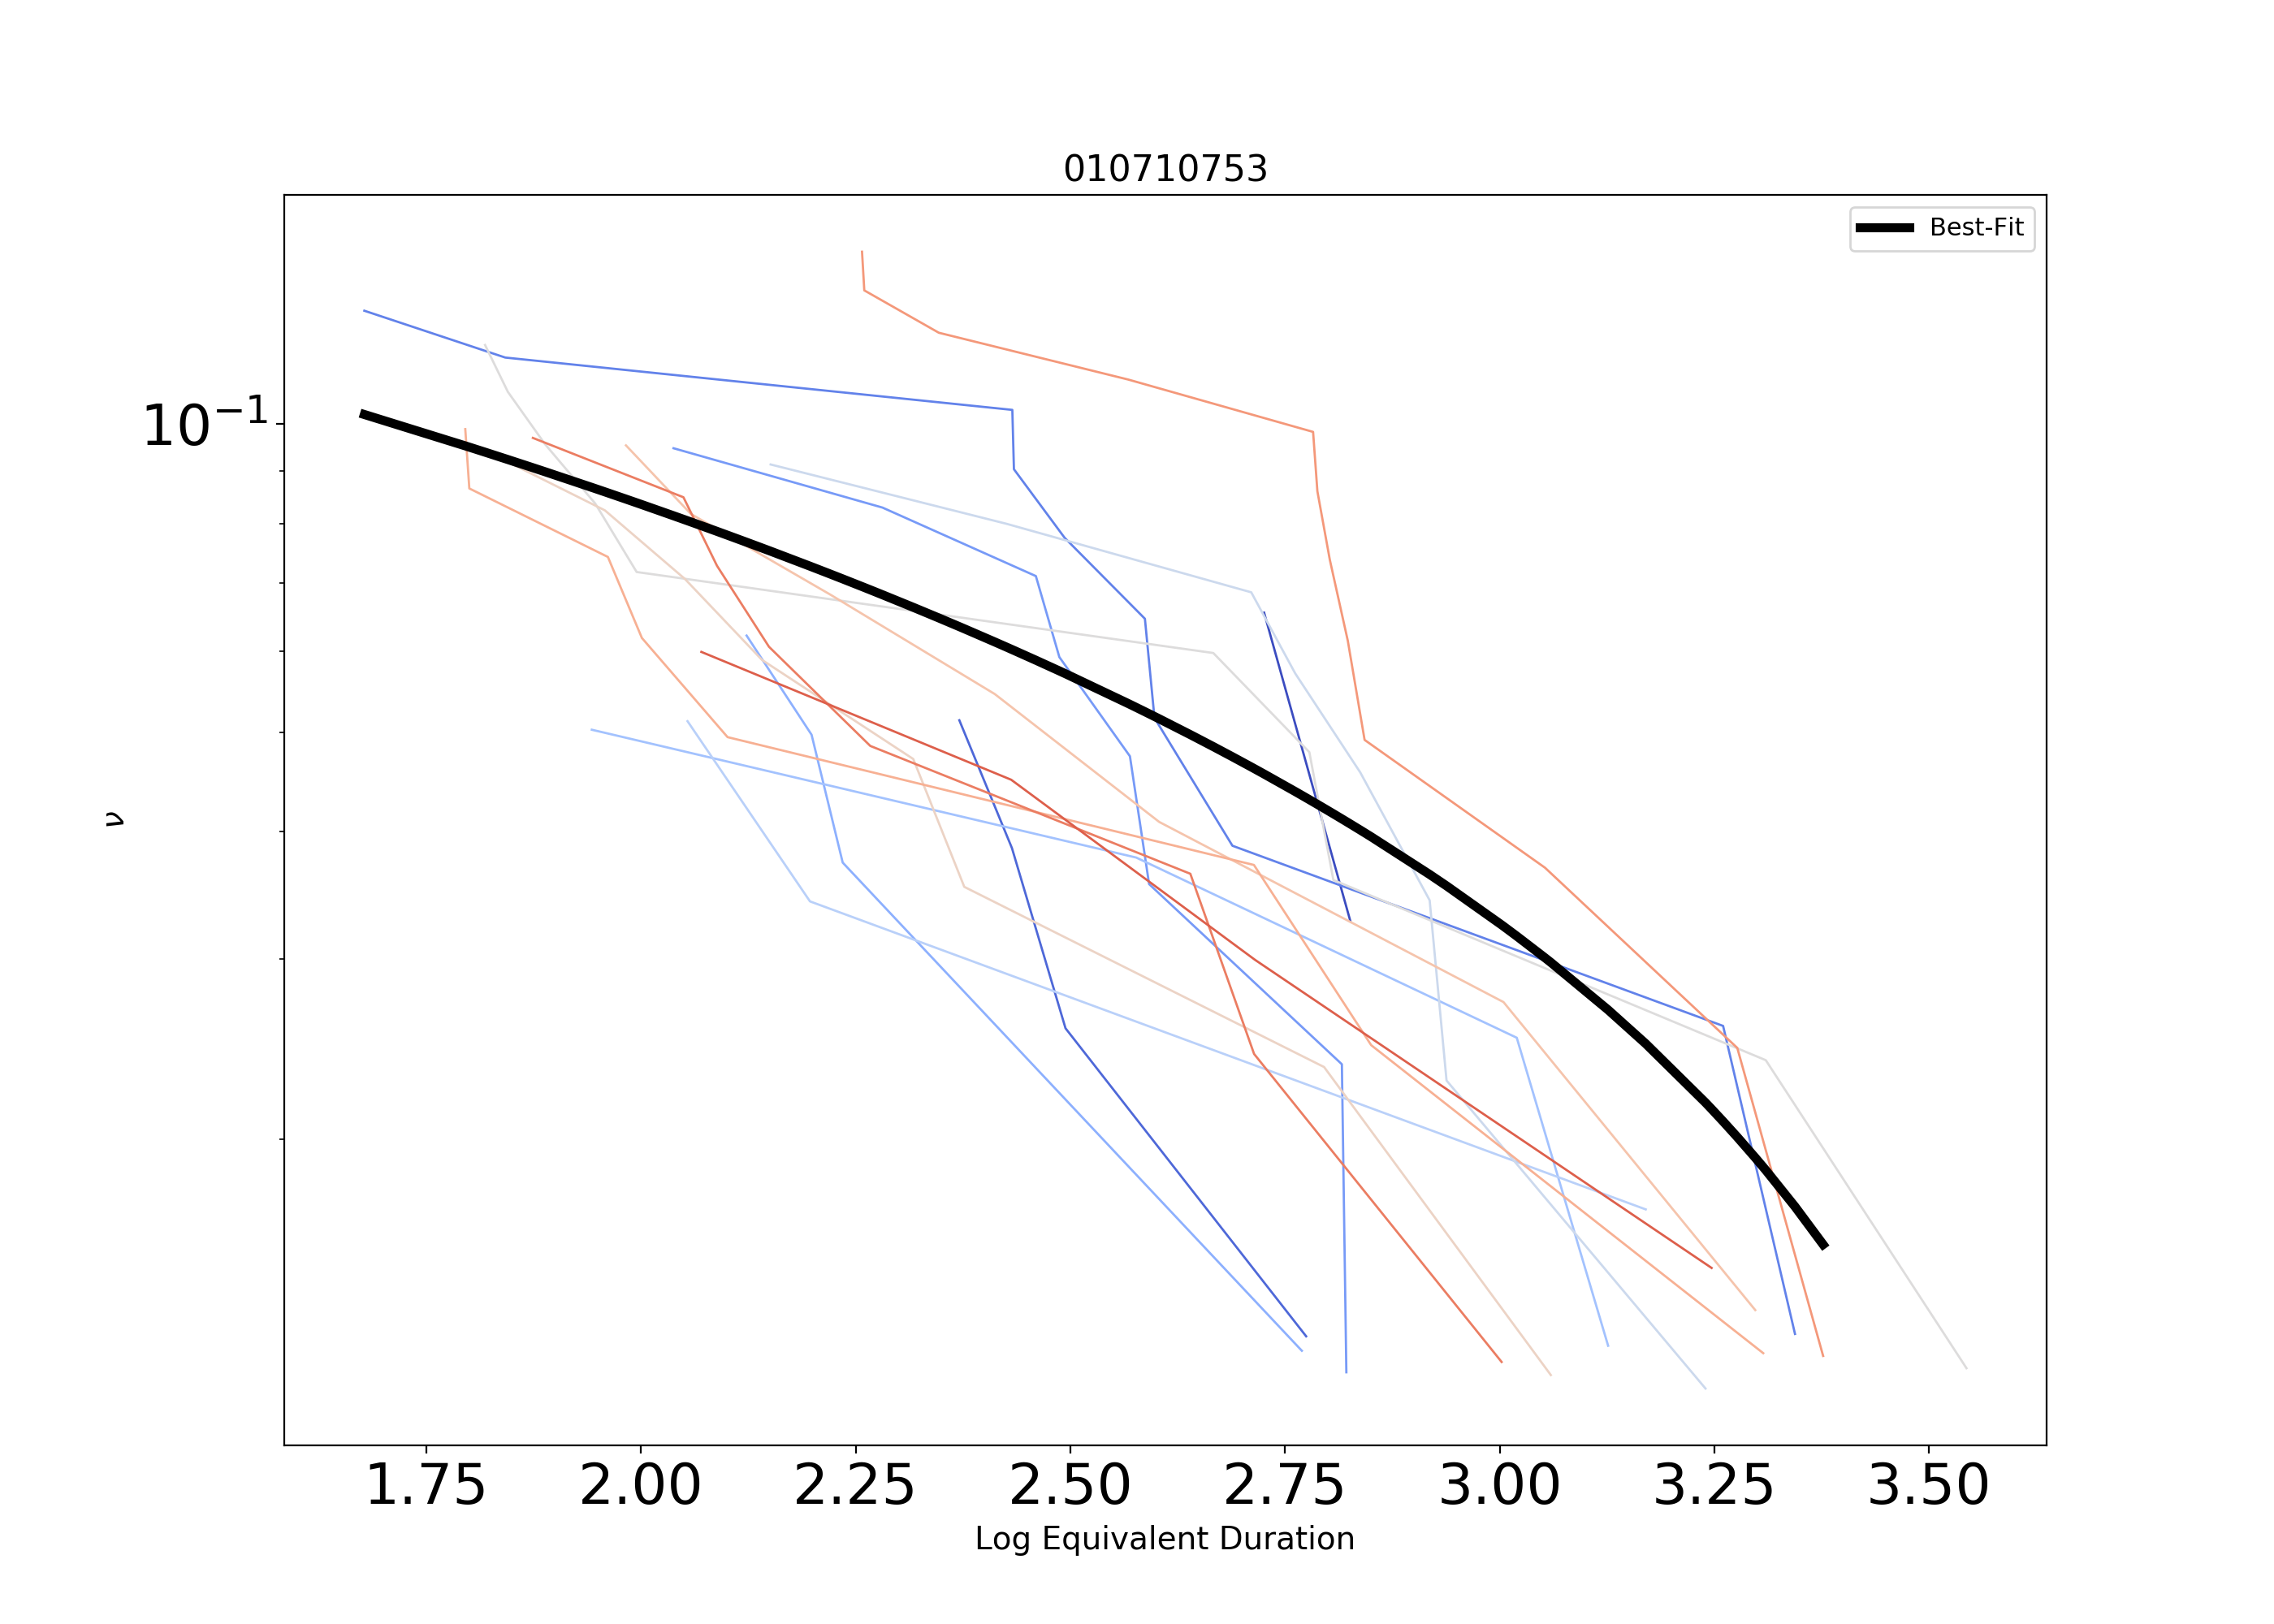 010710753
Best-Fit
10⁻¹
ν
1.75 2.00 2.25 2.50 2.75 3.00 3.25 3.50
Log Equivalent Duration